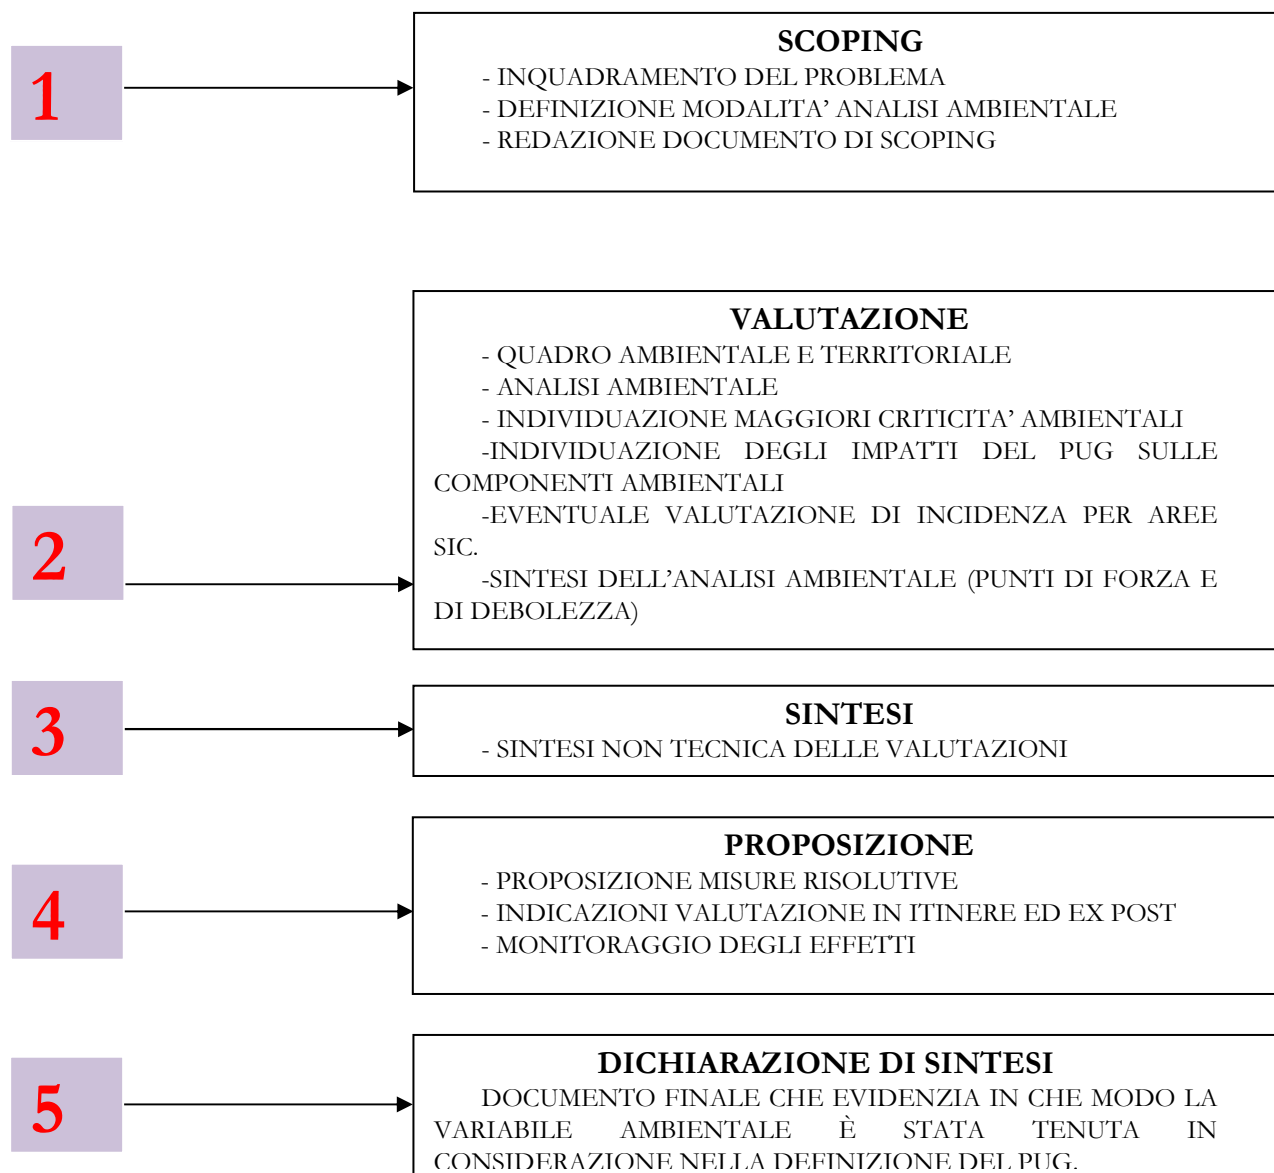 1
SCOPING
- INQUADRAMENTO DEL PROBLEMA
- DEFINIZIONE MODALITA’ ANALISI AMBIENTALE
- REDAZIONE DOCUMENTO DI SCOPING
2
VALUTAZIONE
- QUADRO AMBIENTALE E TERRITORIALE
- ANALISI AMBIENTALE
- INDIVIDUAZIONE MAGGIORI CRITICITA’ AMBIENTALI
-INDIVIDUAZIONE DEGLI IMPATTI DEL PUG SULLE
COMPONENTI AMBIENTALI
-EVENTUALE VALUTAZIONE DI INCIDENZA PER AREE
SIC.
-SINTESI DELL’ANALISI AMBIENTALE (PUNTI DI FORZA E
DI DEBOLEZZA)
3
SINTESI
- SINTESI NON TECNICA DELLE VALUTAZIONI
4
PROPOSIZIONE
- PROPOSIZIONE MISURE RISOLUTIVE
- INDICAZIONI VALUTAZIONE IN ITINERE ED EX POST
- MONITORAGGIO DEGLI EFFETTI
5
DICHIARAZIONE DI SINTESI
DOCUMENTO FINALE CHE EVIDENZIA IN CHE MODO LA
VARIABILE AMBIENTALE È STATA TENUTA IN
CONSIDERAZIONE NELLA DEFINIZIONE DEL PUG.